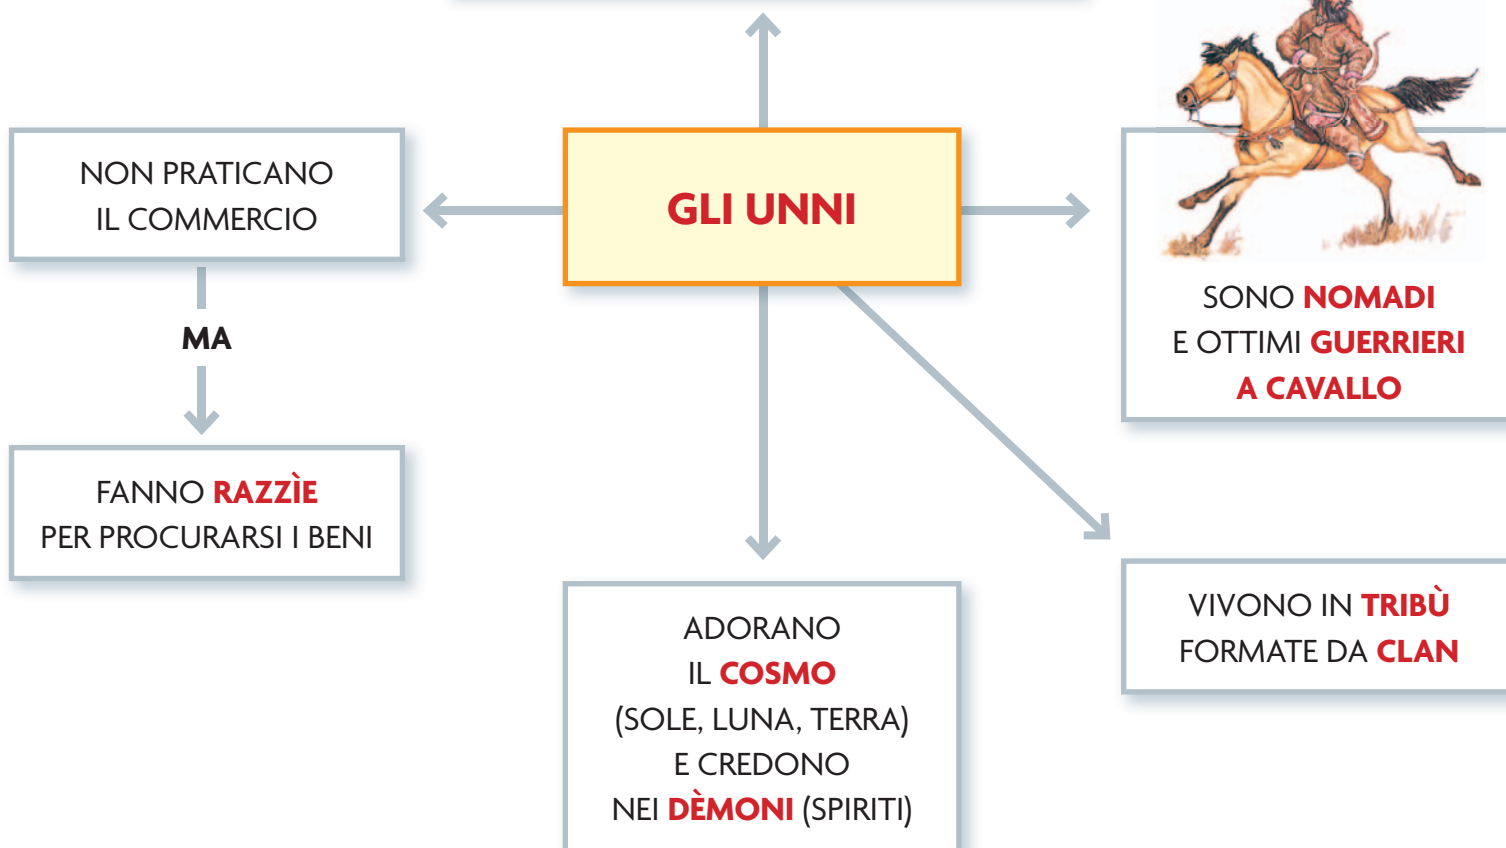 GLI UNNI
NON PRATICANO
IL COMMERCIO
MA
FANNO RAZZÌE
PER PROCURARSI I BENI
SONO NOMADI
E OTTIMI GUERRIERI
A CAVALLO
ADORANO
IL COSMO
(SOLE, LUNA, TERRA)
E CREDONO
NEI DÈMONI (SPIRITI)
VIVONO IN TRIBÙ
FORMATE DA CLAN